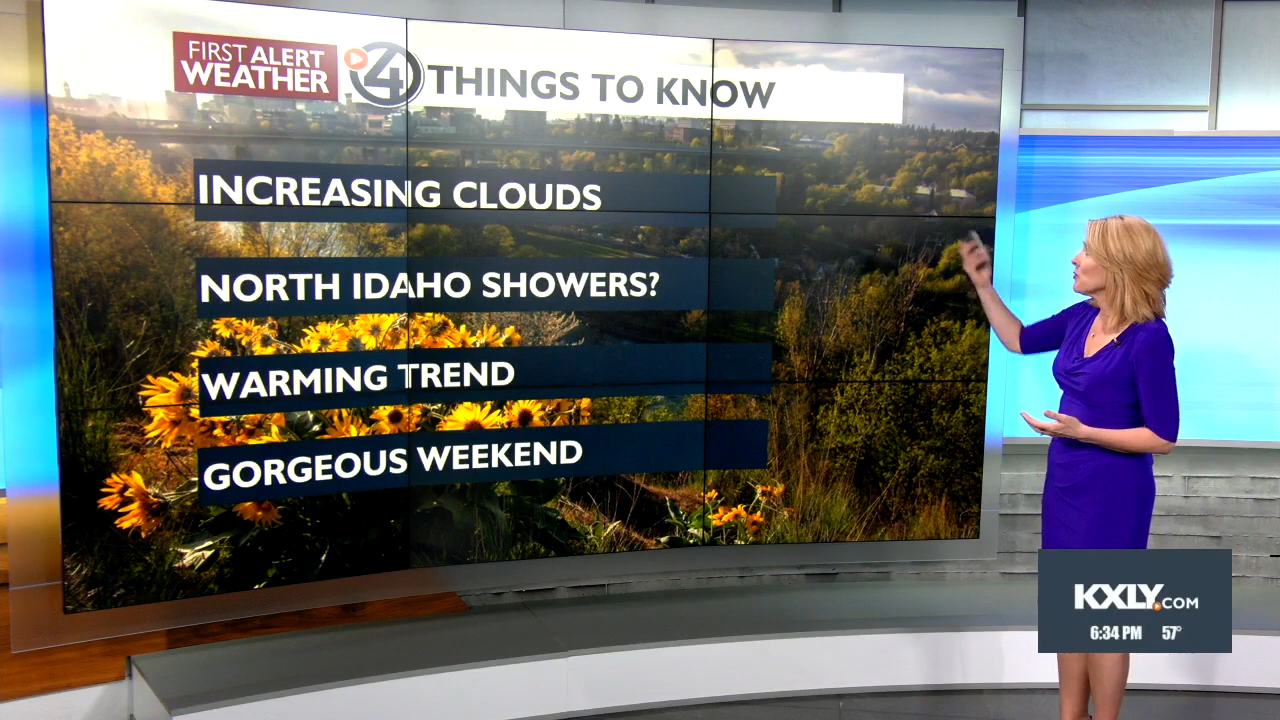 FIRST ALERT
WEATHER
4 THINGS TO KNOW
INCREASING CLOUDS
NORTH IDAHO SHOWERS?
WARMING TREND
GORGEOUS WEEKEND
KXLY.COM
6:34 PM 57°